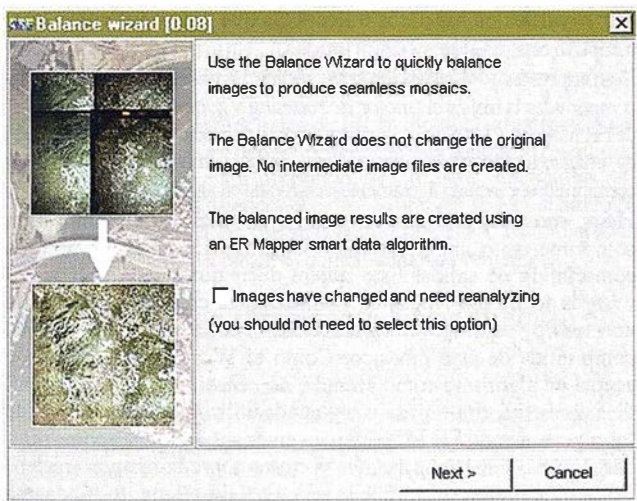 Balance wizard [0.08]
Use the Balance Wizard to quickly balance
images to produce seamless mosaics.
The Balance Wizard does not change the original
image. No intermediate image files are created.
The balanced image results are created using
an ER Mapper smart data algorithm.
Images have changed and need reanalyzing
(you should not need to select this option)
Next >
Cancel